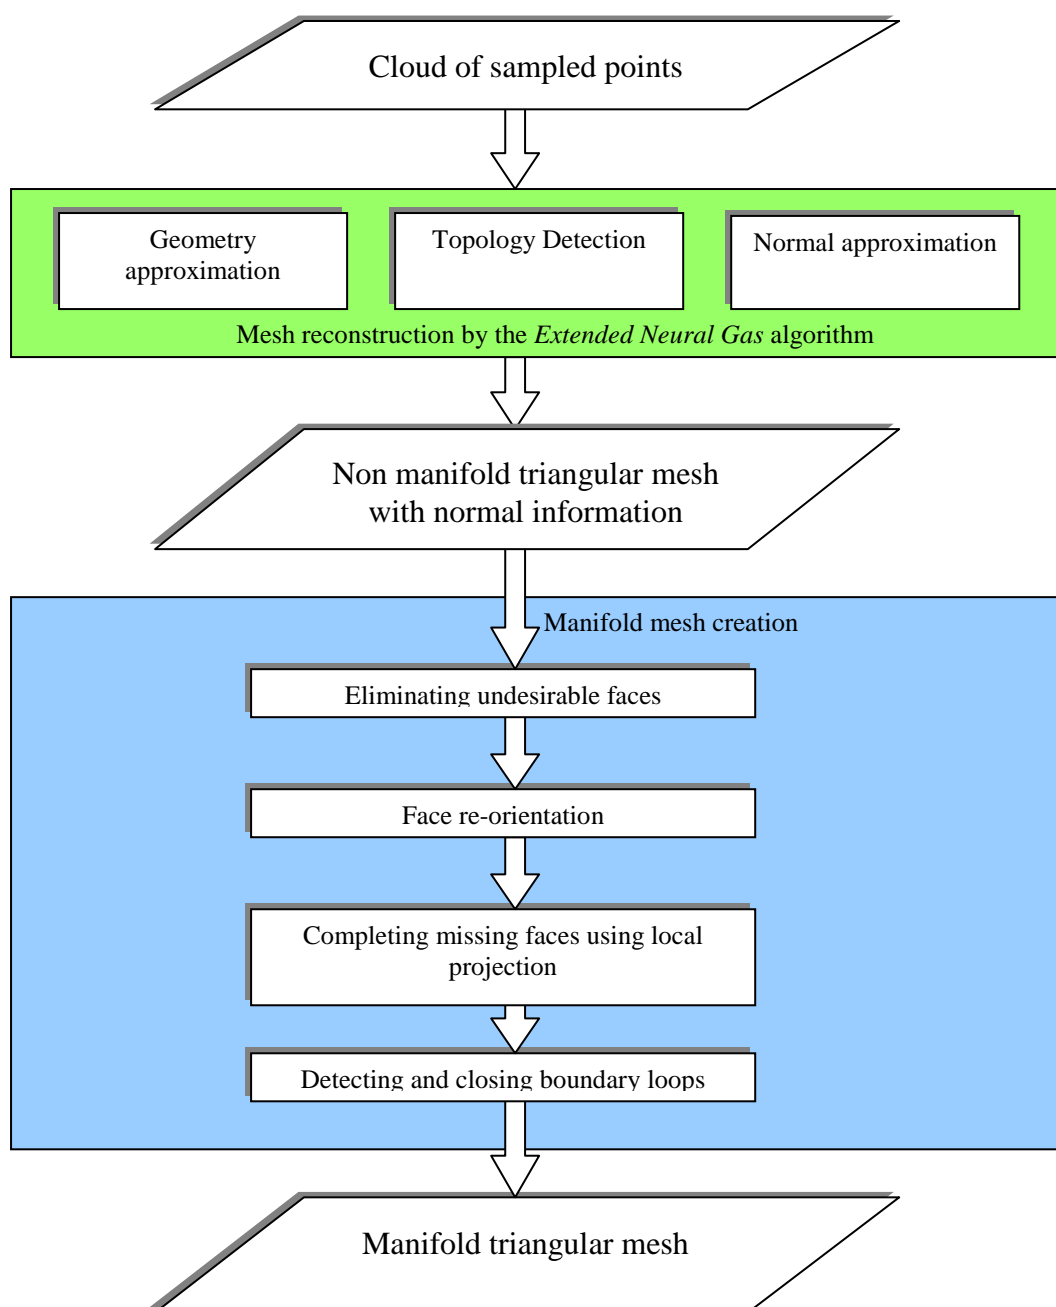 Cloud of sampled points
Geometry
approximation
Topology Detection
Normal approximation
Mesh reconstruction by the Extended Neural Gas algorithm
Non manifold triangular mesh
with normal information
Manifold mesh creation
Eliminating undesirable faces
Face re-orientation
Completing missing faces using local
projection
Detecting and closing boundary loops
Manifold triangular mesh